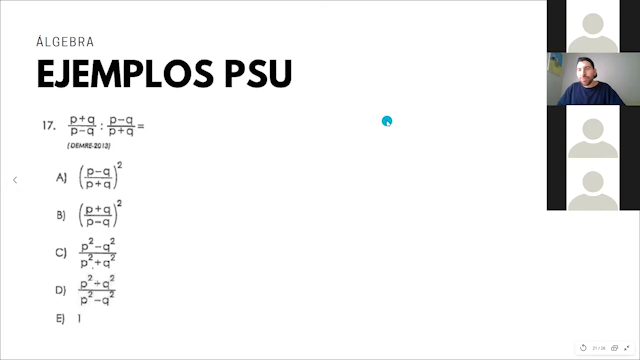 ÁLGEBRA
EJEMPLOS PSU
17. (p+q)/(p−q) : (p−q)/(p+q) =
(DEMRE-2013)
A) ((p−q)/(p+q))²
B) ((p+q)/(p−q))²
C) (p²−q²)/(p²+q²)
D) (p²+q²)/(p²−q²)
E) 1